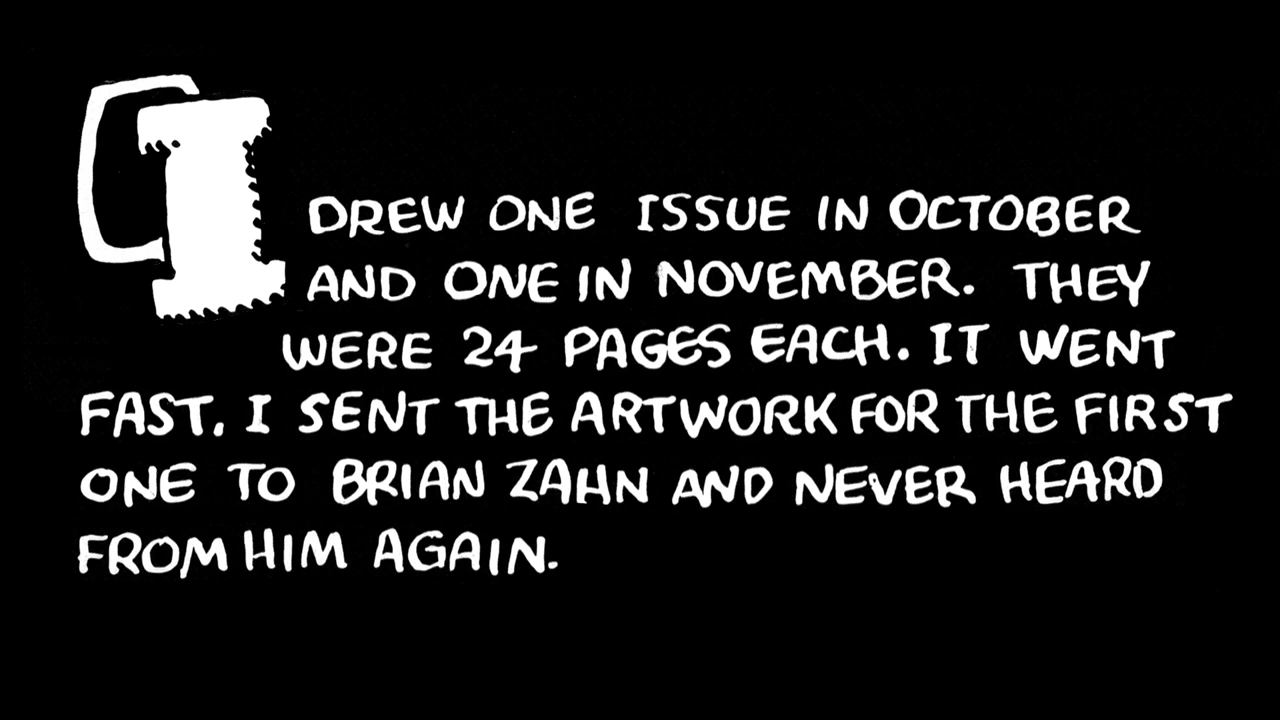 I DREW ONE ISSUE IN OCTOBER
AND ONE IN NOVEMBER. THEY
WERE 24 PAGES EACH. IT WENT
FAST. I SENT THE ARTWORK FOR THE FIRST
ONE TO BRIAN ZAHN AND NEVER HEARD
FROM HIM AGAIN.